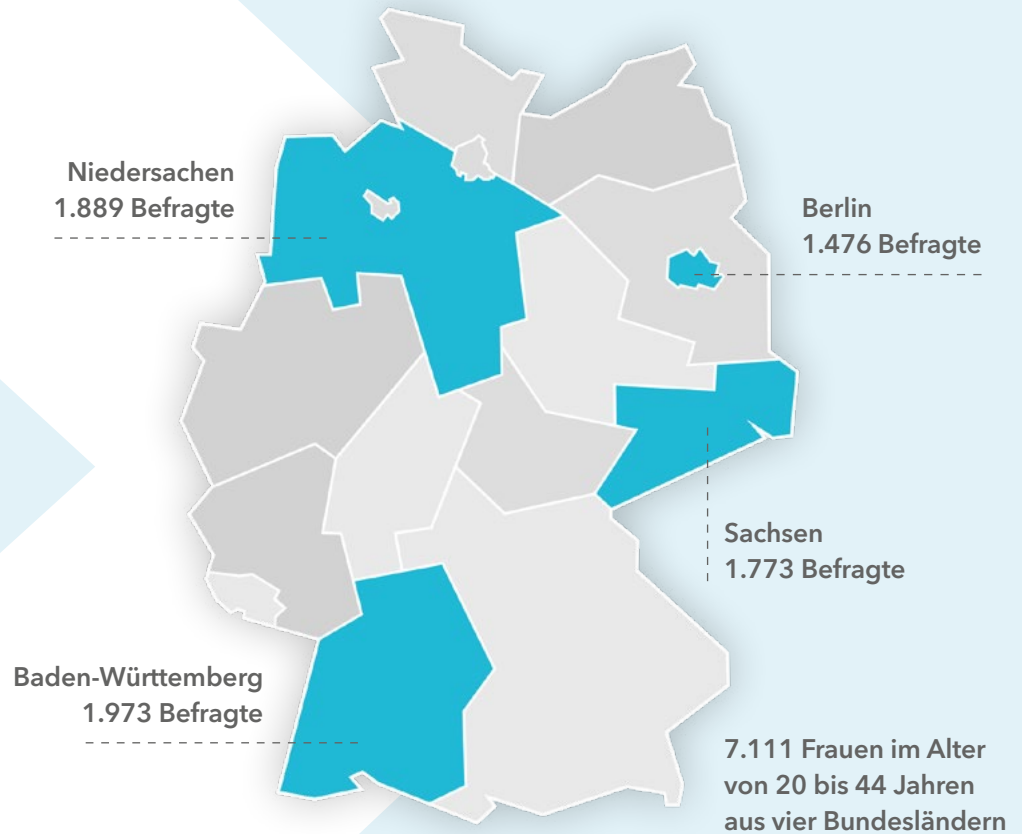 Niedersachen
1.889 Befragte
Berlin
1.476 Befragte
Sachsen
1.773 Befragte
Baden-Württemberg
1.973 Befragte
7.111 Frauen im Alter
von 20 bis 44 Jahren
aus vier Bundesländern